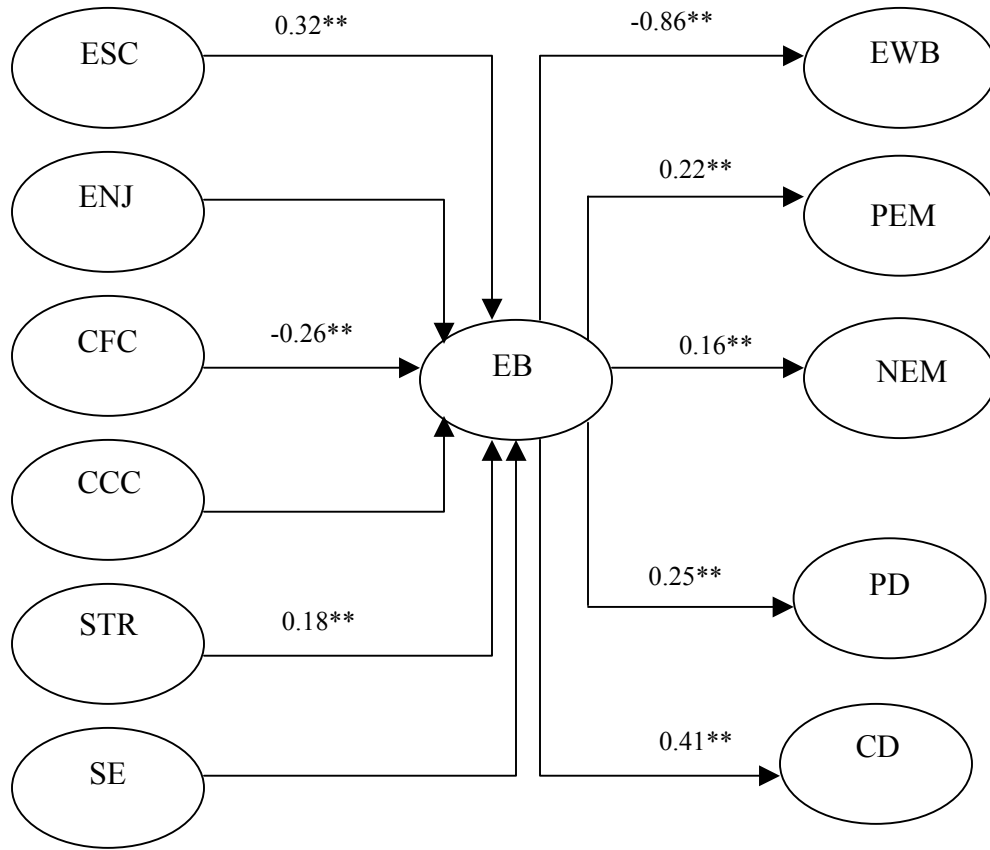 ESC
0.32**
-0.86**
EWB
ENJ
0.22**
PEM
CFC
-0.26**
EB
0.16**
NEM
CCC
STR
0.18**
0.25**
PD
SE
0.41**
CD